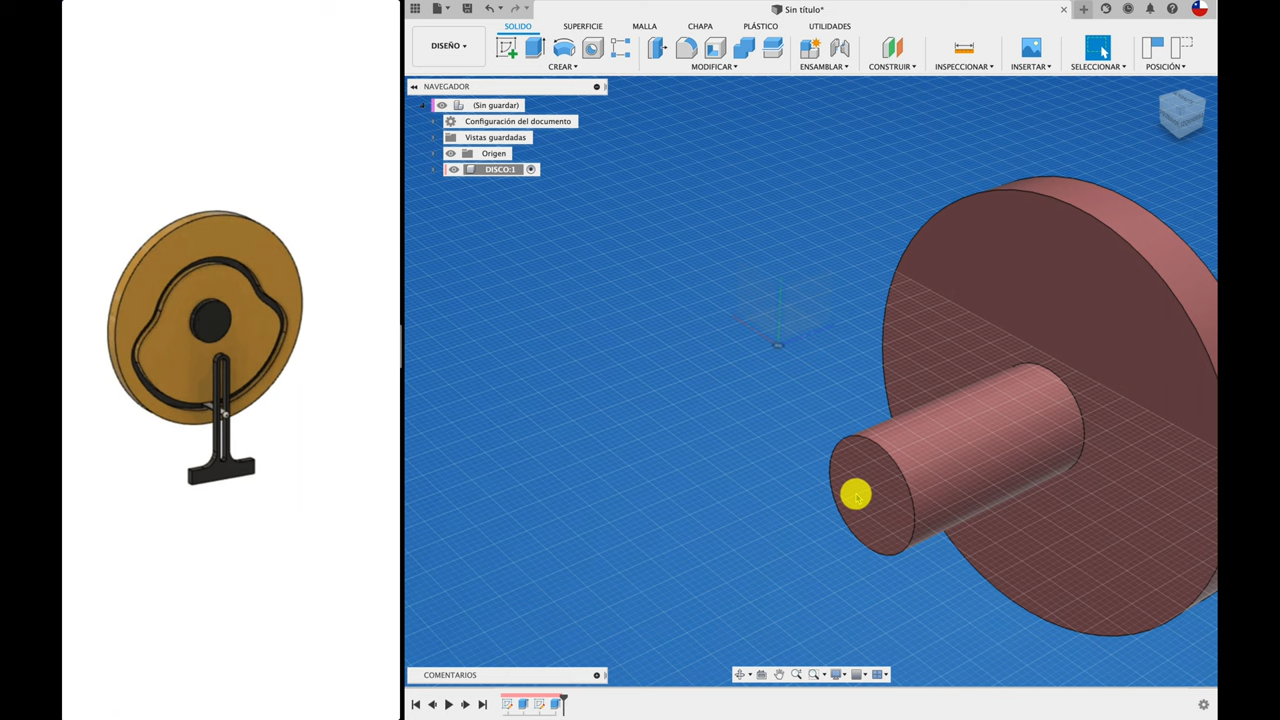 Sin título*
DISEÑO
SOLIDO
SUPERFICIE
MALLA
CHAPA
PLÁSTICO
UTILIDADES
CREAR
MODIFICAR
ENSAMBLAR
CONSTRUIR
INSPECCIONAR
INSERTAR
SELECCIONAR
POSICIÓN
NAVEGADOR
(Sin guardar)
Configuración del documento
Vistas guardadas
Origen
DISCO:1
COMENTARIOS